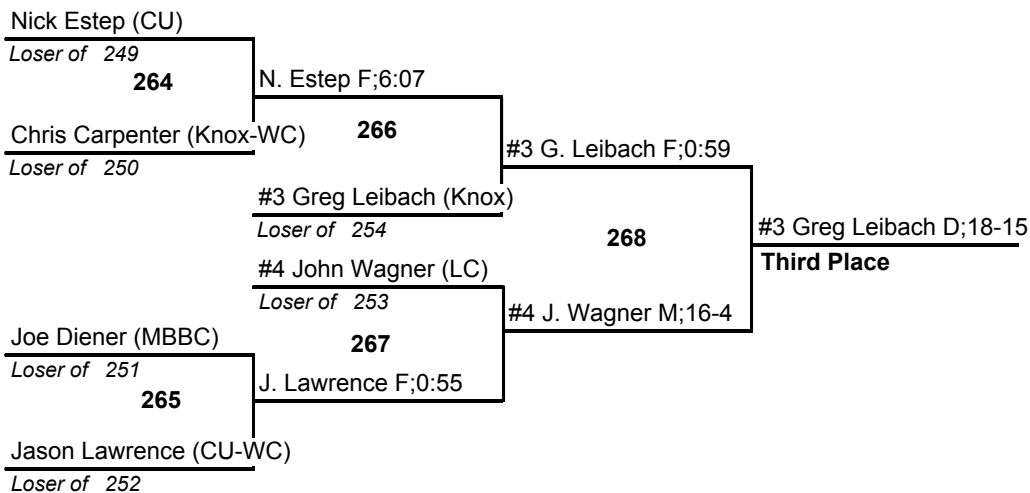 Nick Estep (CU)
Loser of 249
264
N. Estep F;6:07
Chris Carpenter (Knox-WC)
Loser of 250
266
#3 G. Leibach F;0:59
#3 Greg Leibach (Knox)
Loser of 254
268
#3 Greg Leibach D;18-15
Third Place
#4 John Wagner (LC)
Loser of 253
#4 J. Wagner M;16-4
Joe Diener (MBBC)
Loser of 251
267
265
J. Lawrence F;0:55
Jason Lawrence (CU-WC)
Loser of 252